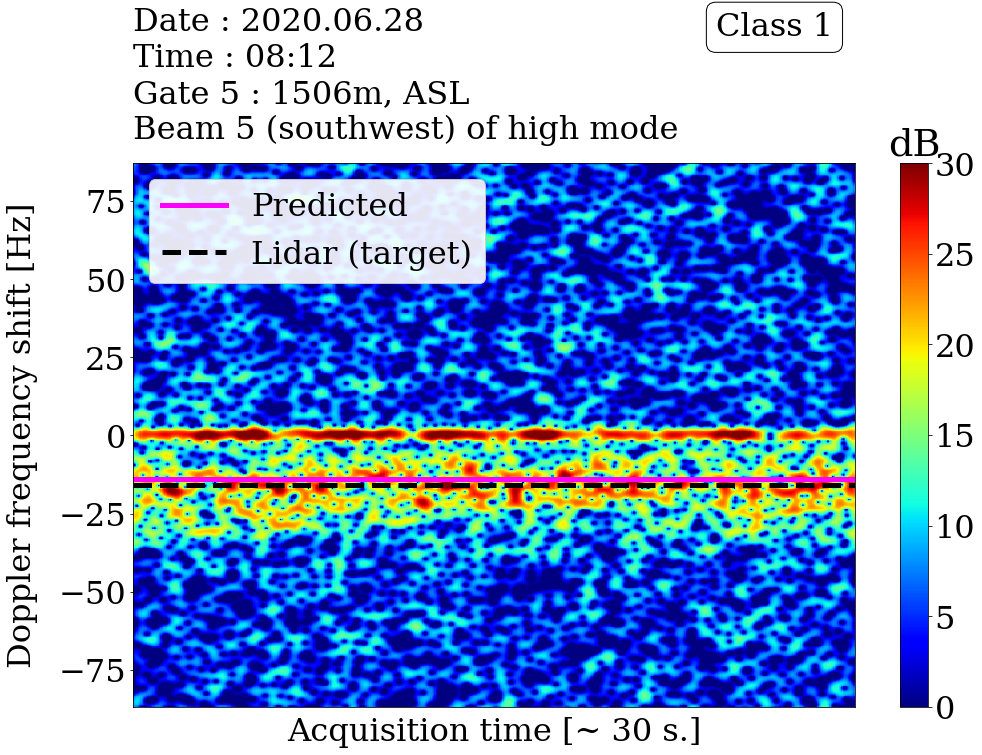 Date : 2020.06.28
Time : 08:12
Gate 5 : 1506m, ASL
Beam 5 (southwest) of high mode
Class 1
dB
Predicted
Lidar (target)
Doppler frequency shift [Hz]
75
50
25
0
−25
−50
−75
30
25
20
15
10
5
0
Acquisition time [~ 30 s.]